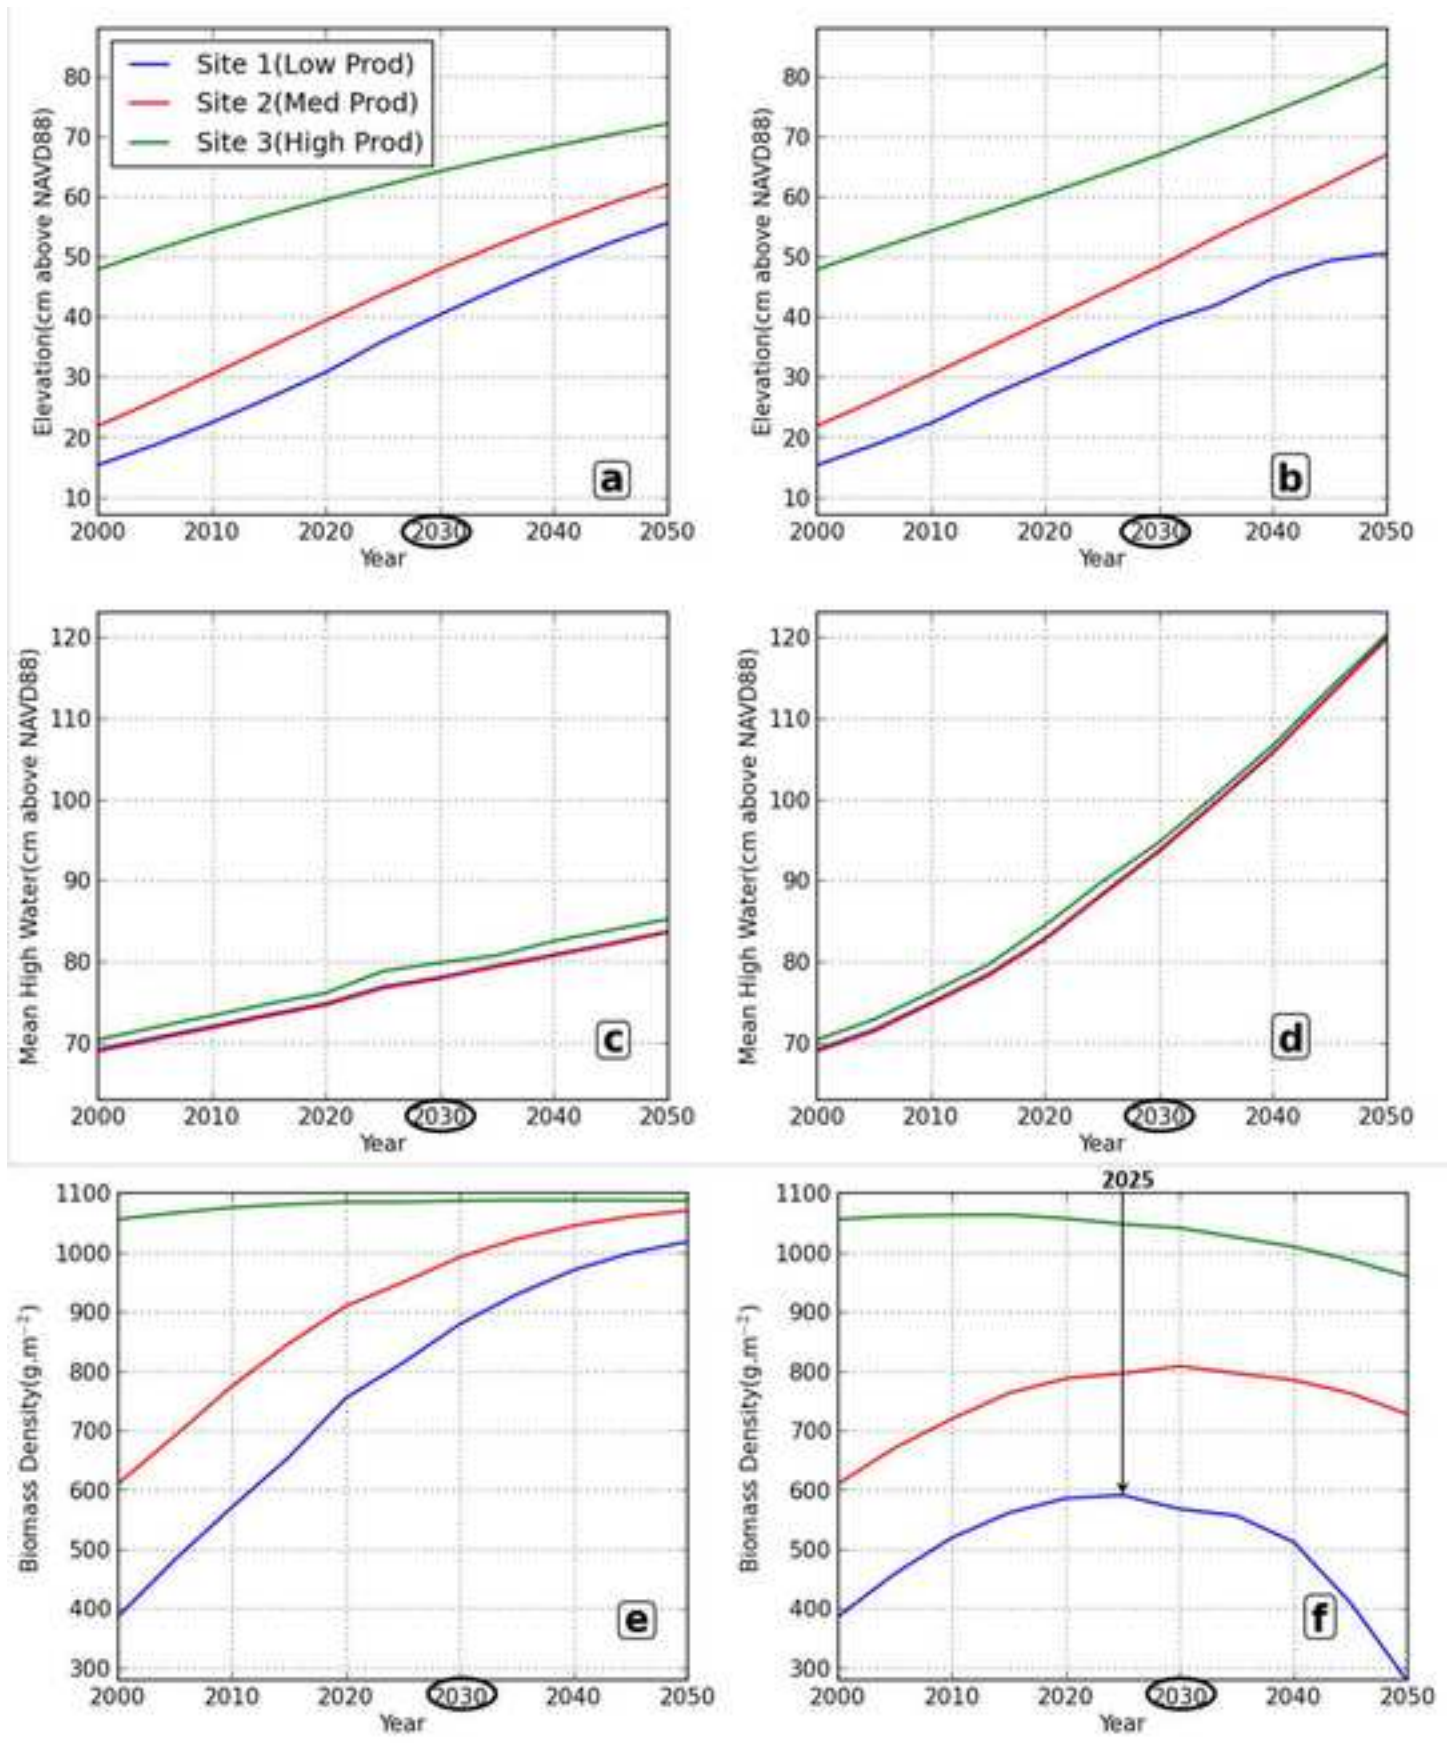 Site 1(Low Prod)
Site 2(Med Prod)
Site 3(High Prod)
Elevation(cm above NAVD88)
80
70
60
50
40
30
20
10
a
2000 2010 2020 2030 2040 2050
Year
Elevation(cm above NAVD88)
80
70
60
50
40
30
20
10
b
2000 2010 2020 2030 2040 2050
Year
Mean High Water(cm above NAVD88)
120
110
100
90
80
70
c
2000 2010 2020 2030 2040 2050
Year
Mean High Water(cm above NAVD88)
120
110
100
90
80
70
d
2000 2010 2020 2030 2040 2050
Year
Biomass Density(g.m⁻²)
1100
1000
900
800
700
600
500
400
300
e
2000 2010 2020 2030 2040 2050
Year
2025
Biomass Density(g.m⁻²)
1100
1000
900
800
700
600
500
400
300
f
2000 2010 2020 2030 2040 2050
Year